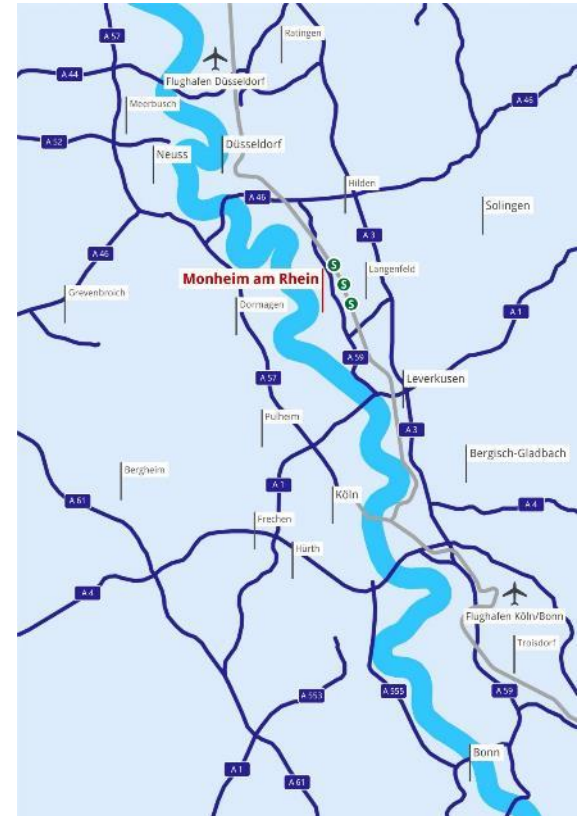 A 57
Ratingen
A 44
Flughafen Düsseldorf
Meerbusch
A 46
A 52
Neuss
Düsseldorf
Hilden
A 46
Solingen
A 3
A 46
S
Monheim am Rhein
Langenfeld
S
Grevenbroich
Dormagen
S
A 1
A 59
A 57
Leverkusen
Pulheim
A 3
Bergisch-Gladbach
Bergheim
A 61
A 1
Köln
A 4
Frechen
Hürth
A 4
Flughafen Köln/Bonn
Troisdorf
A 553
A 555
A 59
Bonn
A 1
A 61